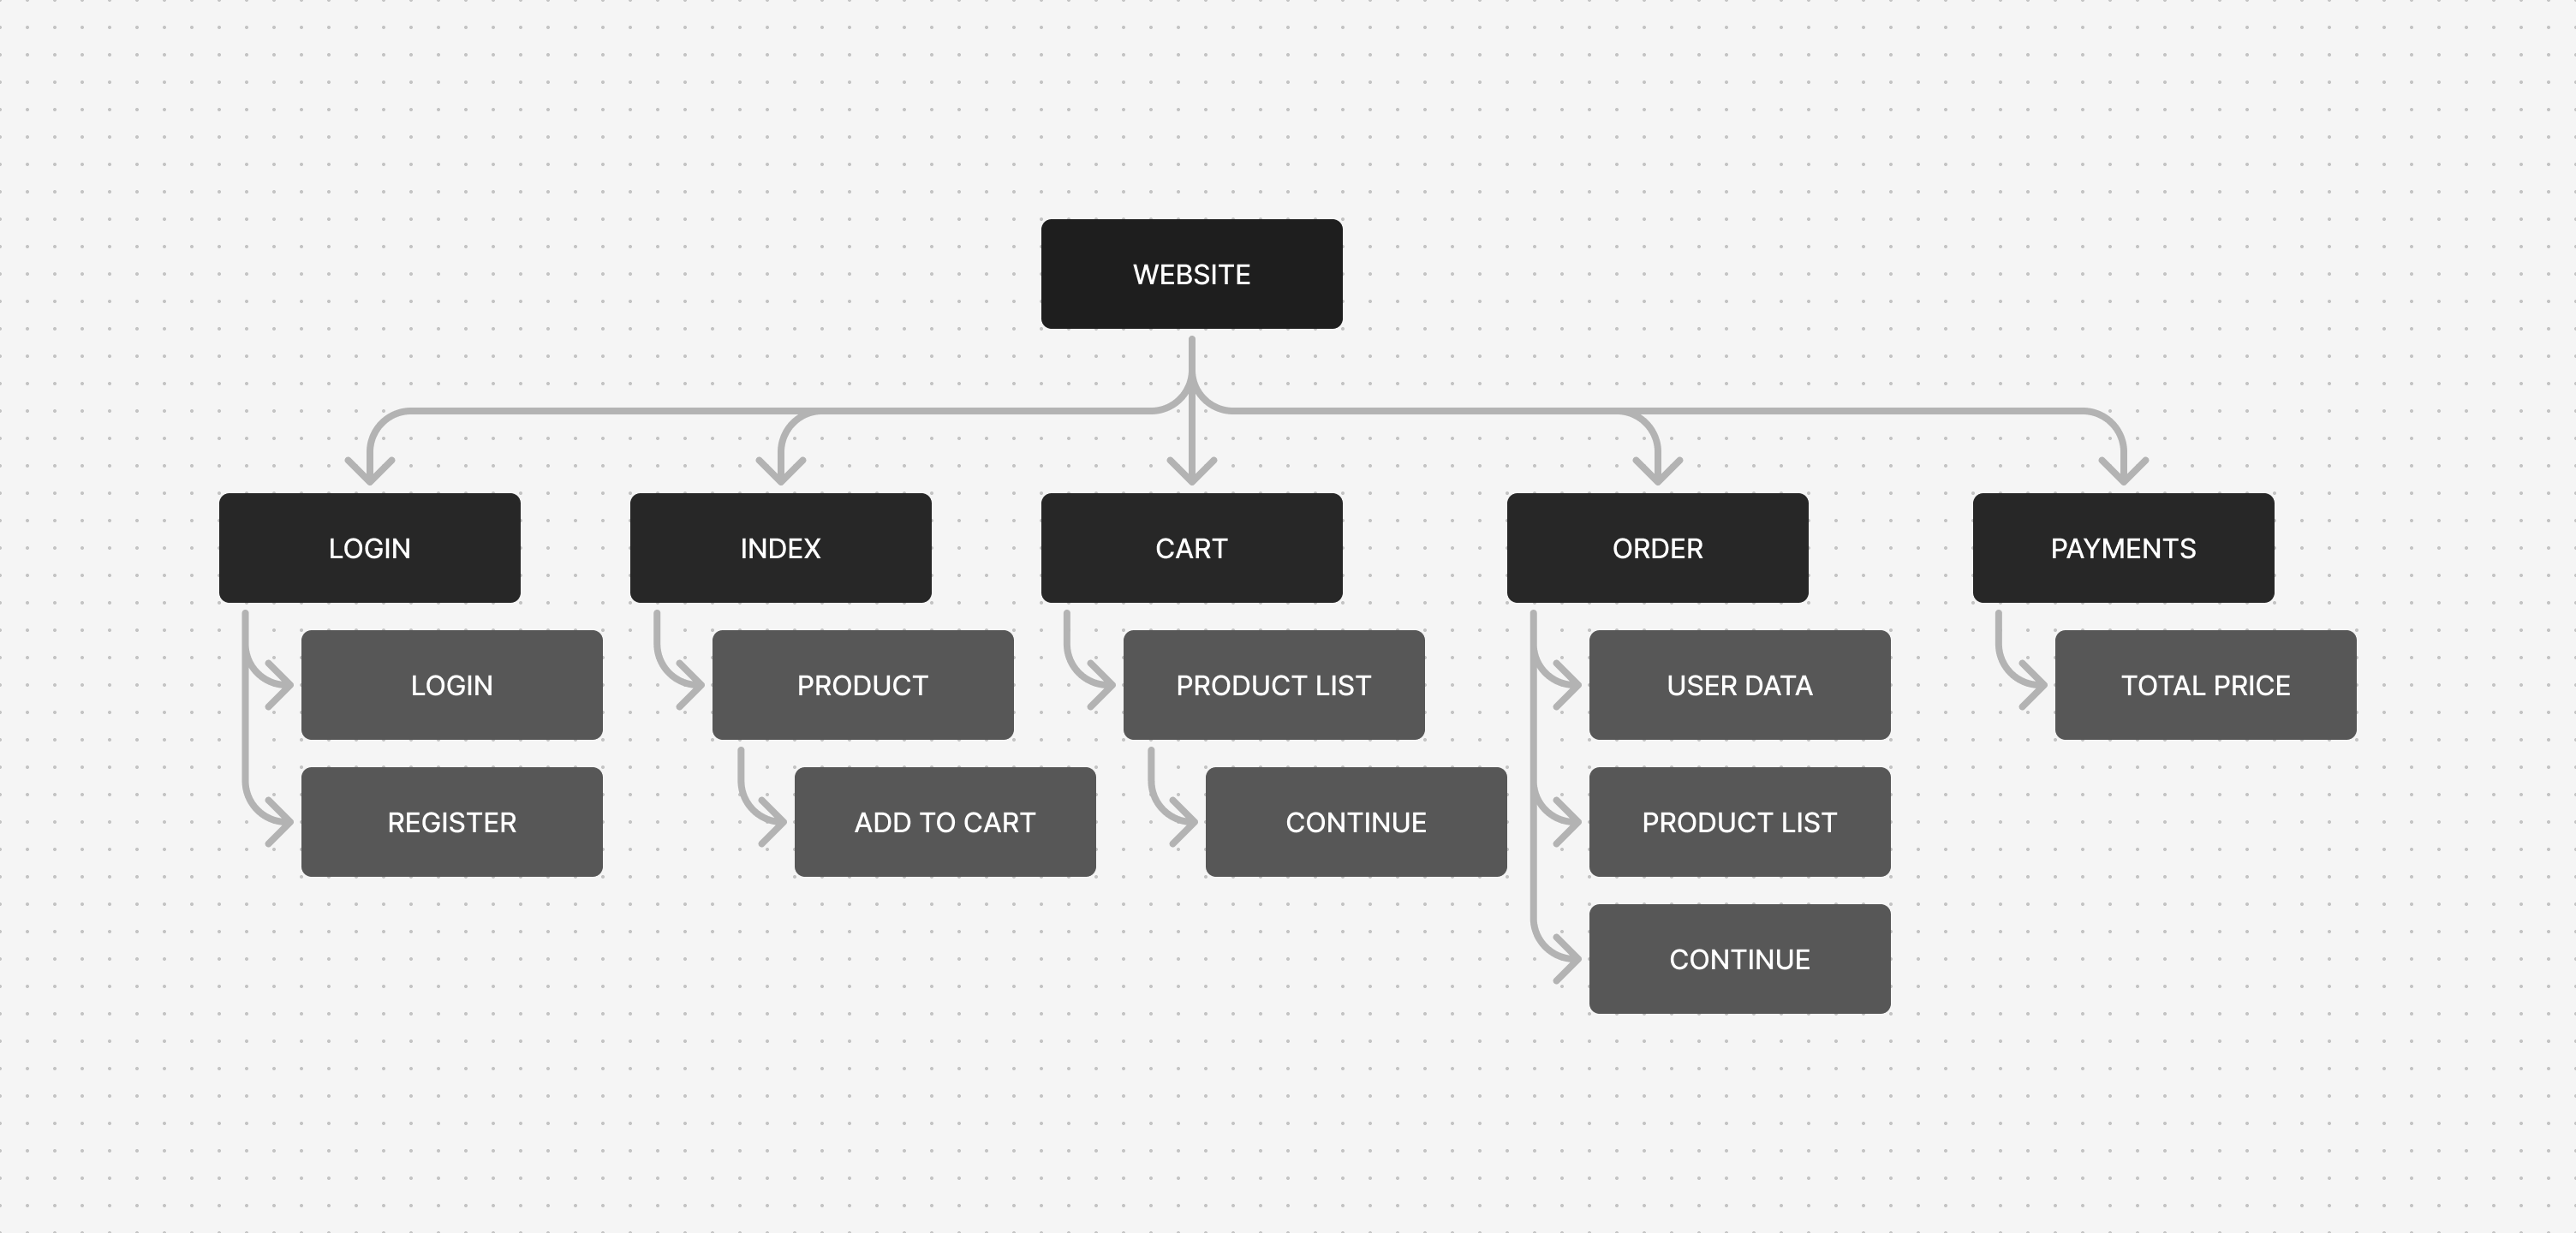 WEBSITE
LOGIN
INDEX
CART
ORDER
PAYMENTS
LOGIN
PRODUCT
PRODUCT LIST
USER DATA
TOTAL PRICE
REGISTER
ADD TO CART
CONTINUE
PRODUCT LIST
CONTINUE